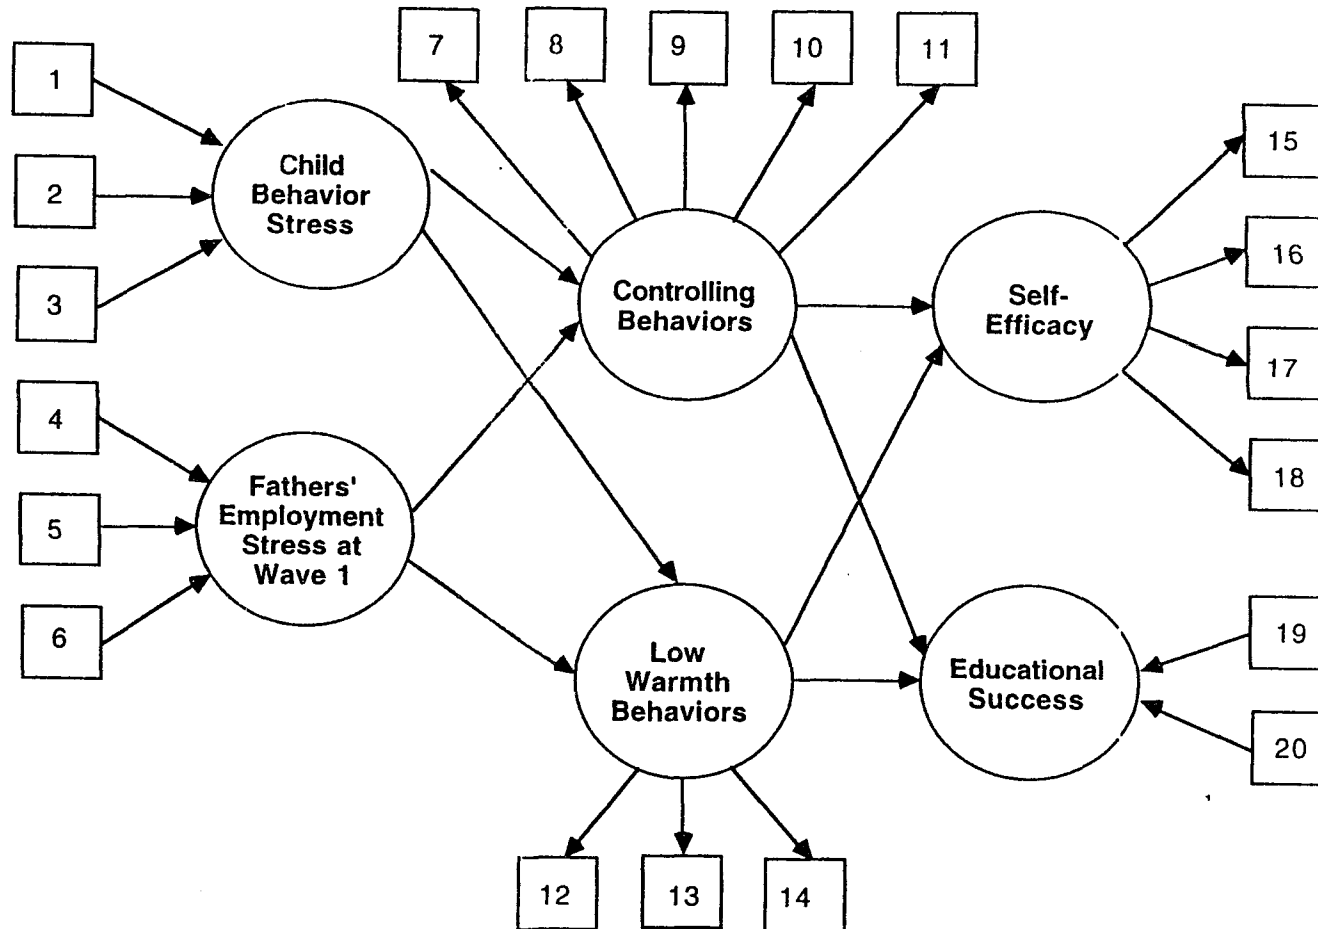 1
2
3
4
5
6
7
8
9
10
11
Child
Behavior
Stress
Fathers'
Employment
Stress at
Wave 1
Controlling
Behaviors
Low
Warmth
Behaviors
12
13
14
Self-
Efficacy
Educational
Success
15
16
17
18
19
20